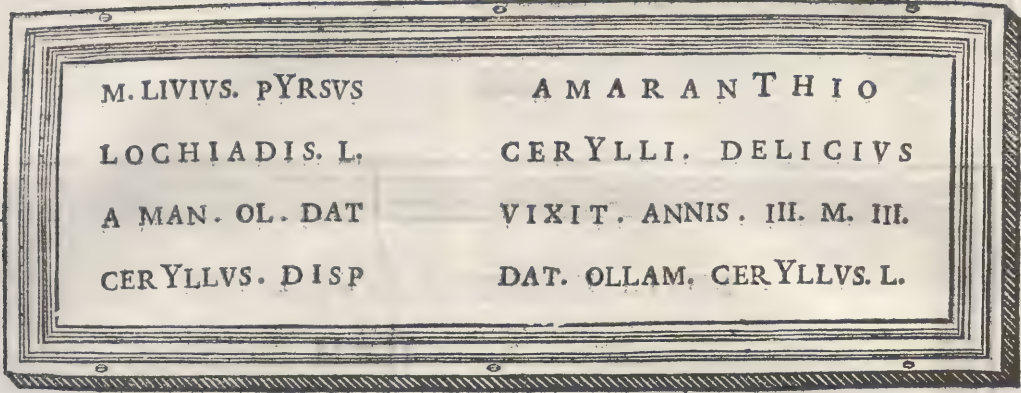 M. LIVIVS. PYRSVS
LOCHIADIS. L.
A MAN. OL. DAT
CERYLLVS. DISP
AMARANTHIO
CERYLLI. DELICIVS
VIXIT. ANNIS. III. M. III.
DAT. OLLAM. CERYLLVS. L.